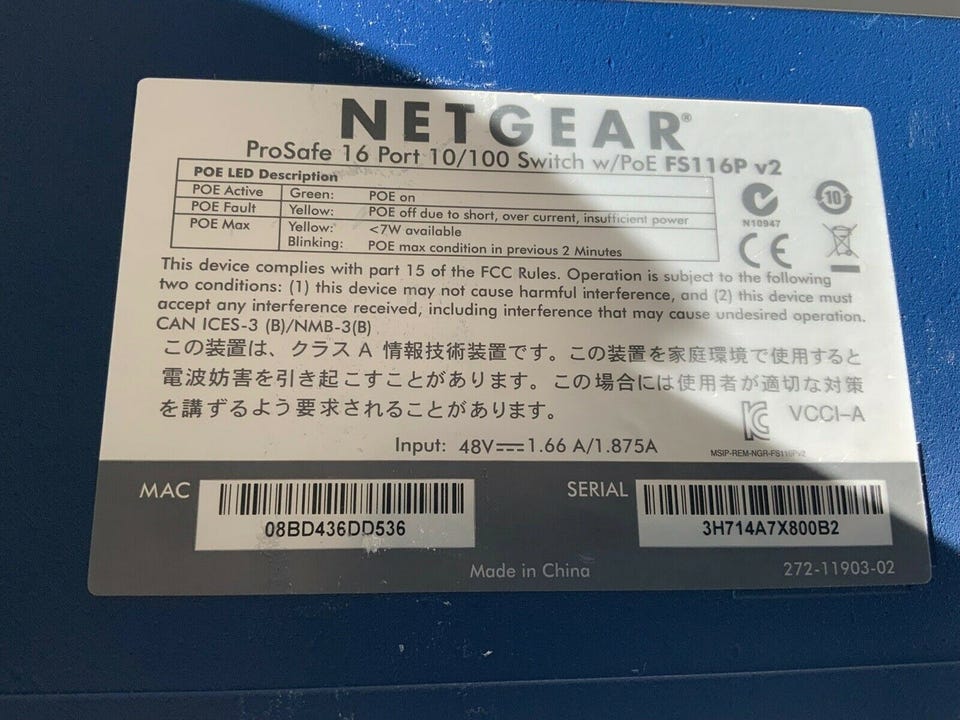 NETGEAR®
ProSafe 16 Port 10/100 Switch w/PoE FS116P v2
POE LED Description
POE Active Green: POE on
POE Fault Yellow: POE off due to short, over current, insufficient power
POE Max Yellow: <7W available
Blinking: POE max condition in previous 2 Minutes
N10947
10
CE
This device complies with part 15 of the FCC Rules. Operation is subject to the following
two conditions: (1) this device may not cause harmful interference, and (2) this device must
accept any interference received, including interference that may cause undesired operation.
CAN ICES-3 (B)/NMB-3(B)
この装置は、クラス A 情報技術装置です。この装置を家庭環境で使用すると
電波妨害を引き起こすことがあります。この場合には使用者が適切な対策
を講ずるよう要求されることがあります。
VCCI-A
MSIP-REM-NGR-FS116Pv2
Input: 48V⎓1.66 A/1.875A
MAC 08BD436DD536
SERIAL 3H714A7X800B2
Made in China
272-11903-02